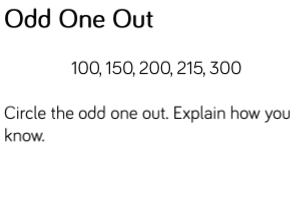 Odd One Out
100, 150, 200, 215, 300
Circle the odd one out. Explain how you
know.